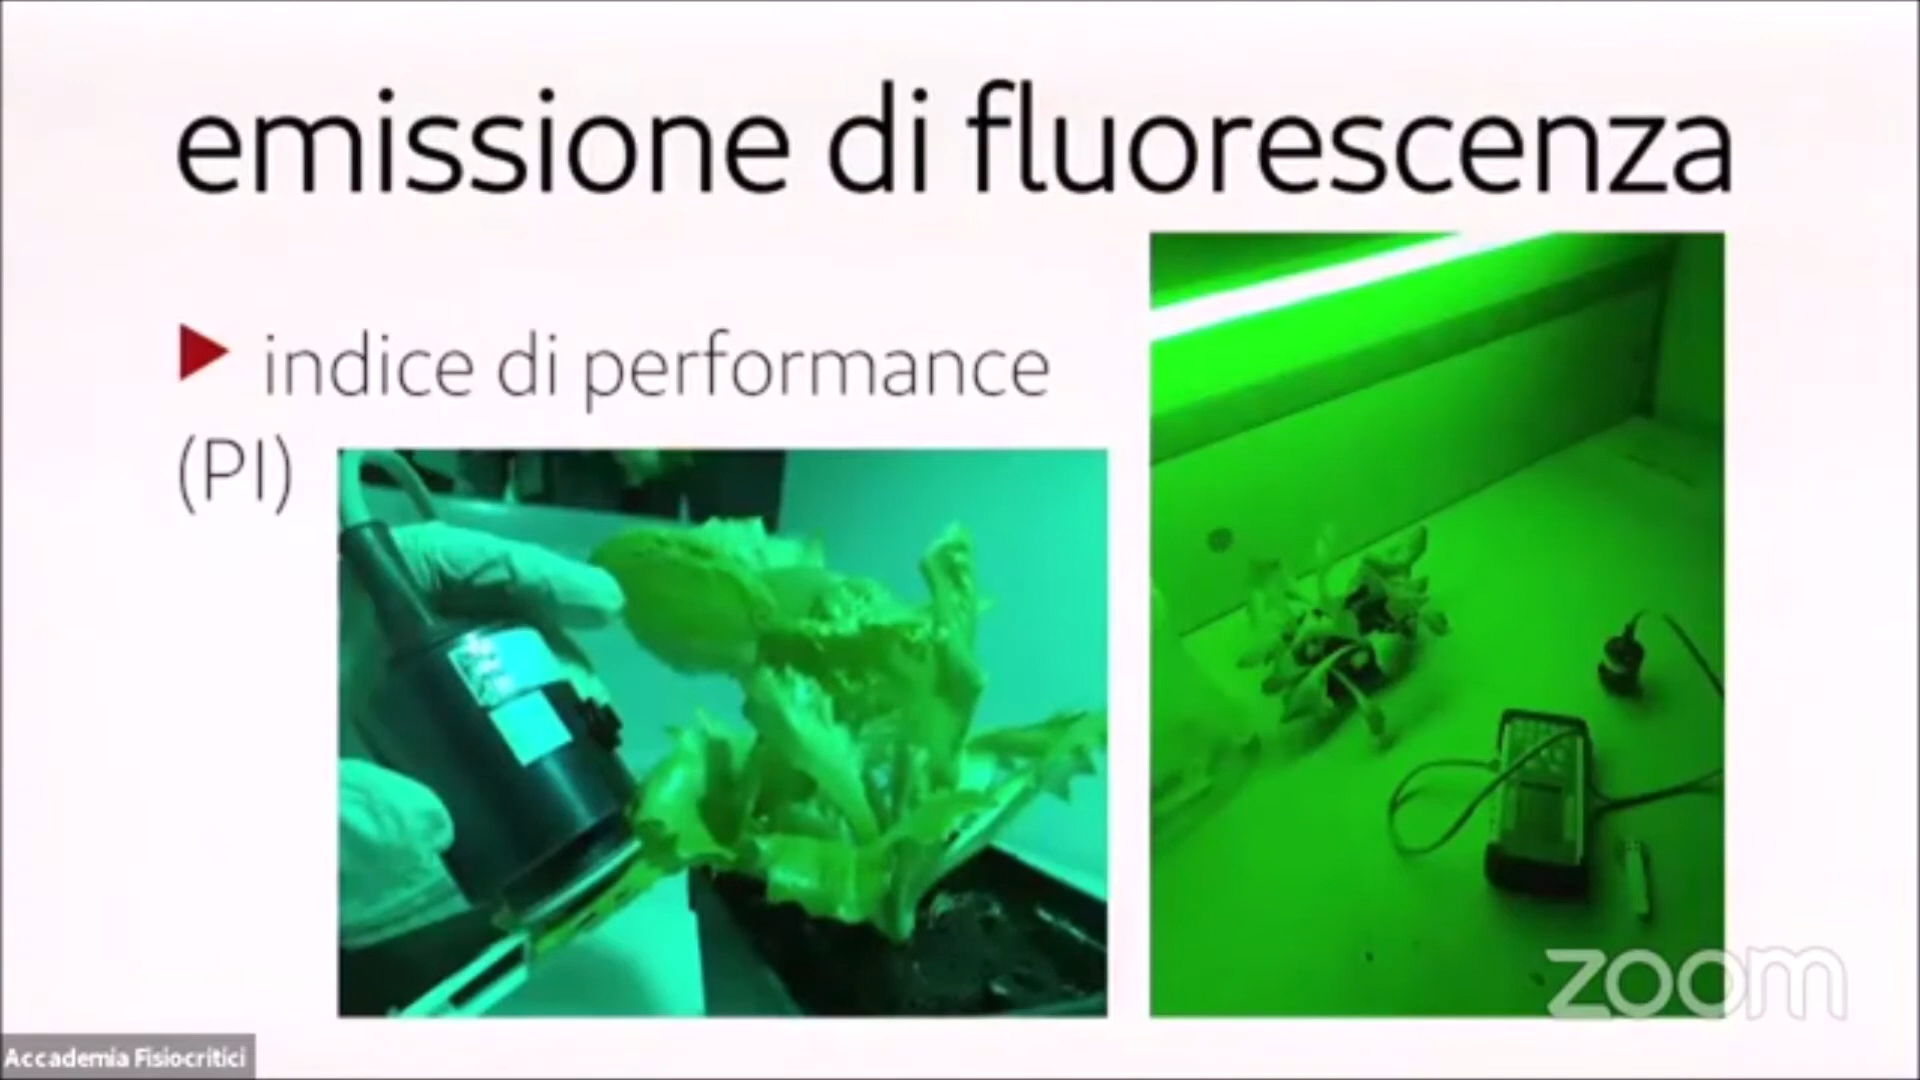 emissione di fluorescenza
indice di performance
(PI)
zoom
Accademia Fisiocritici